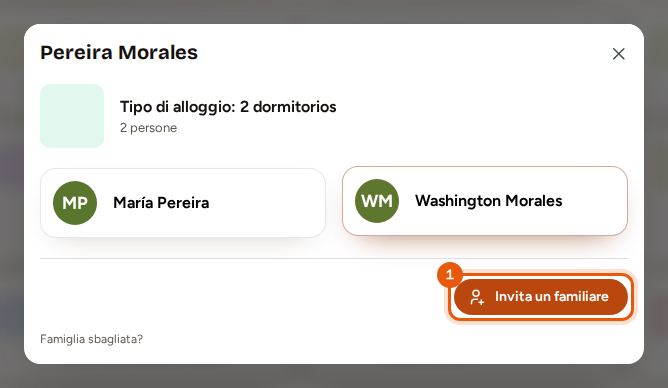 Pereira Morales
Tipo di alloggio: 2 dormitorios
2 persone
MP María Pereira
WM Washington Morales
1
Invita un familiare
Famiglia sbagliata?